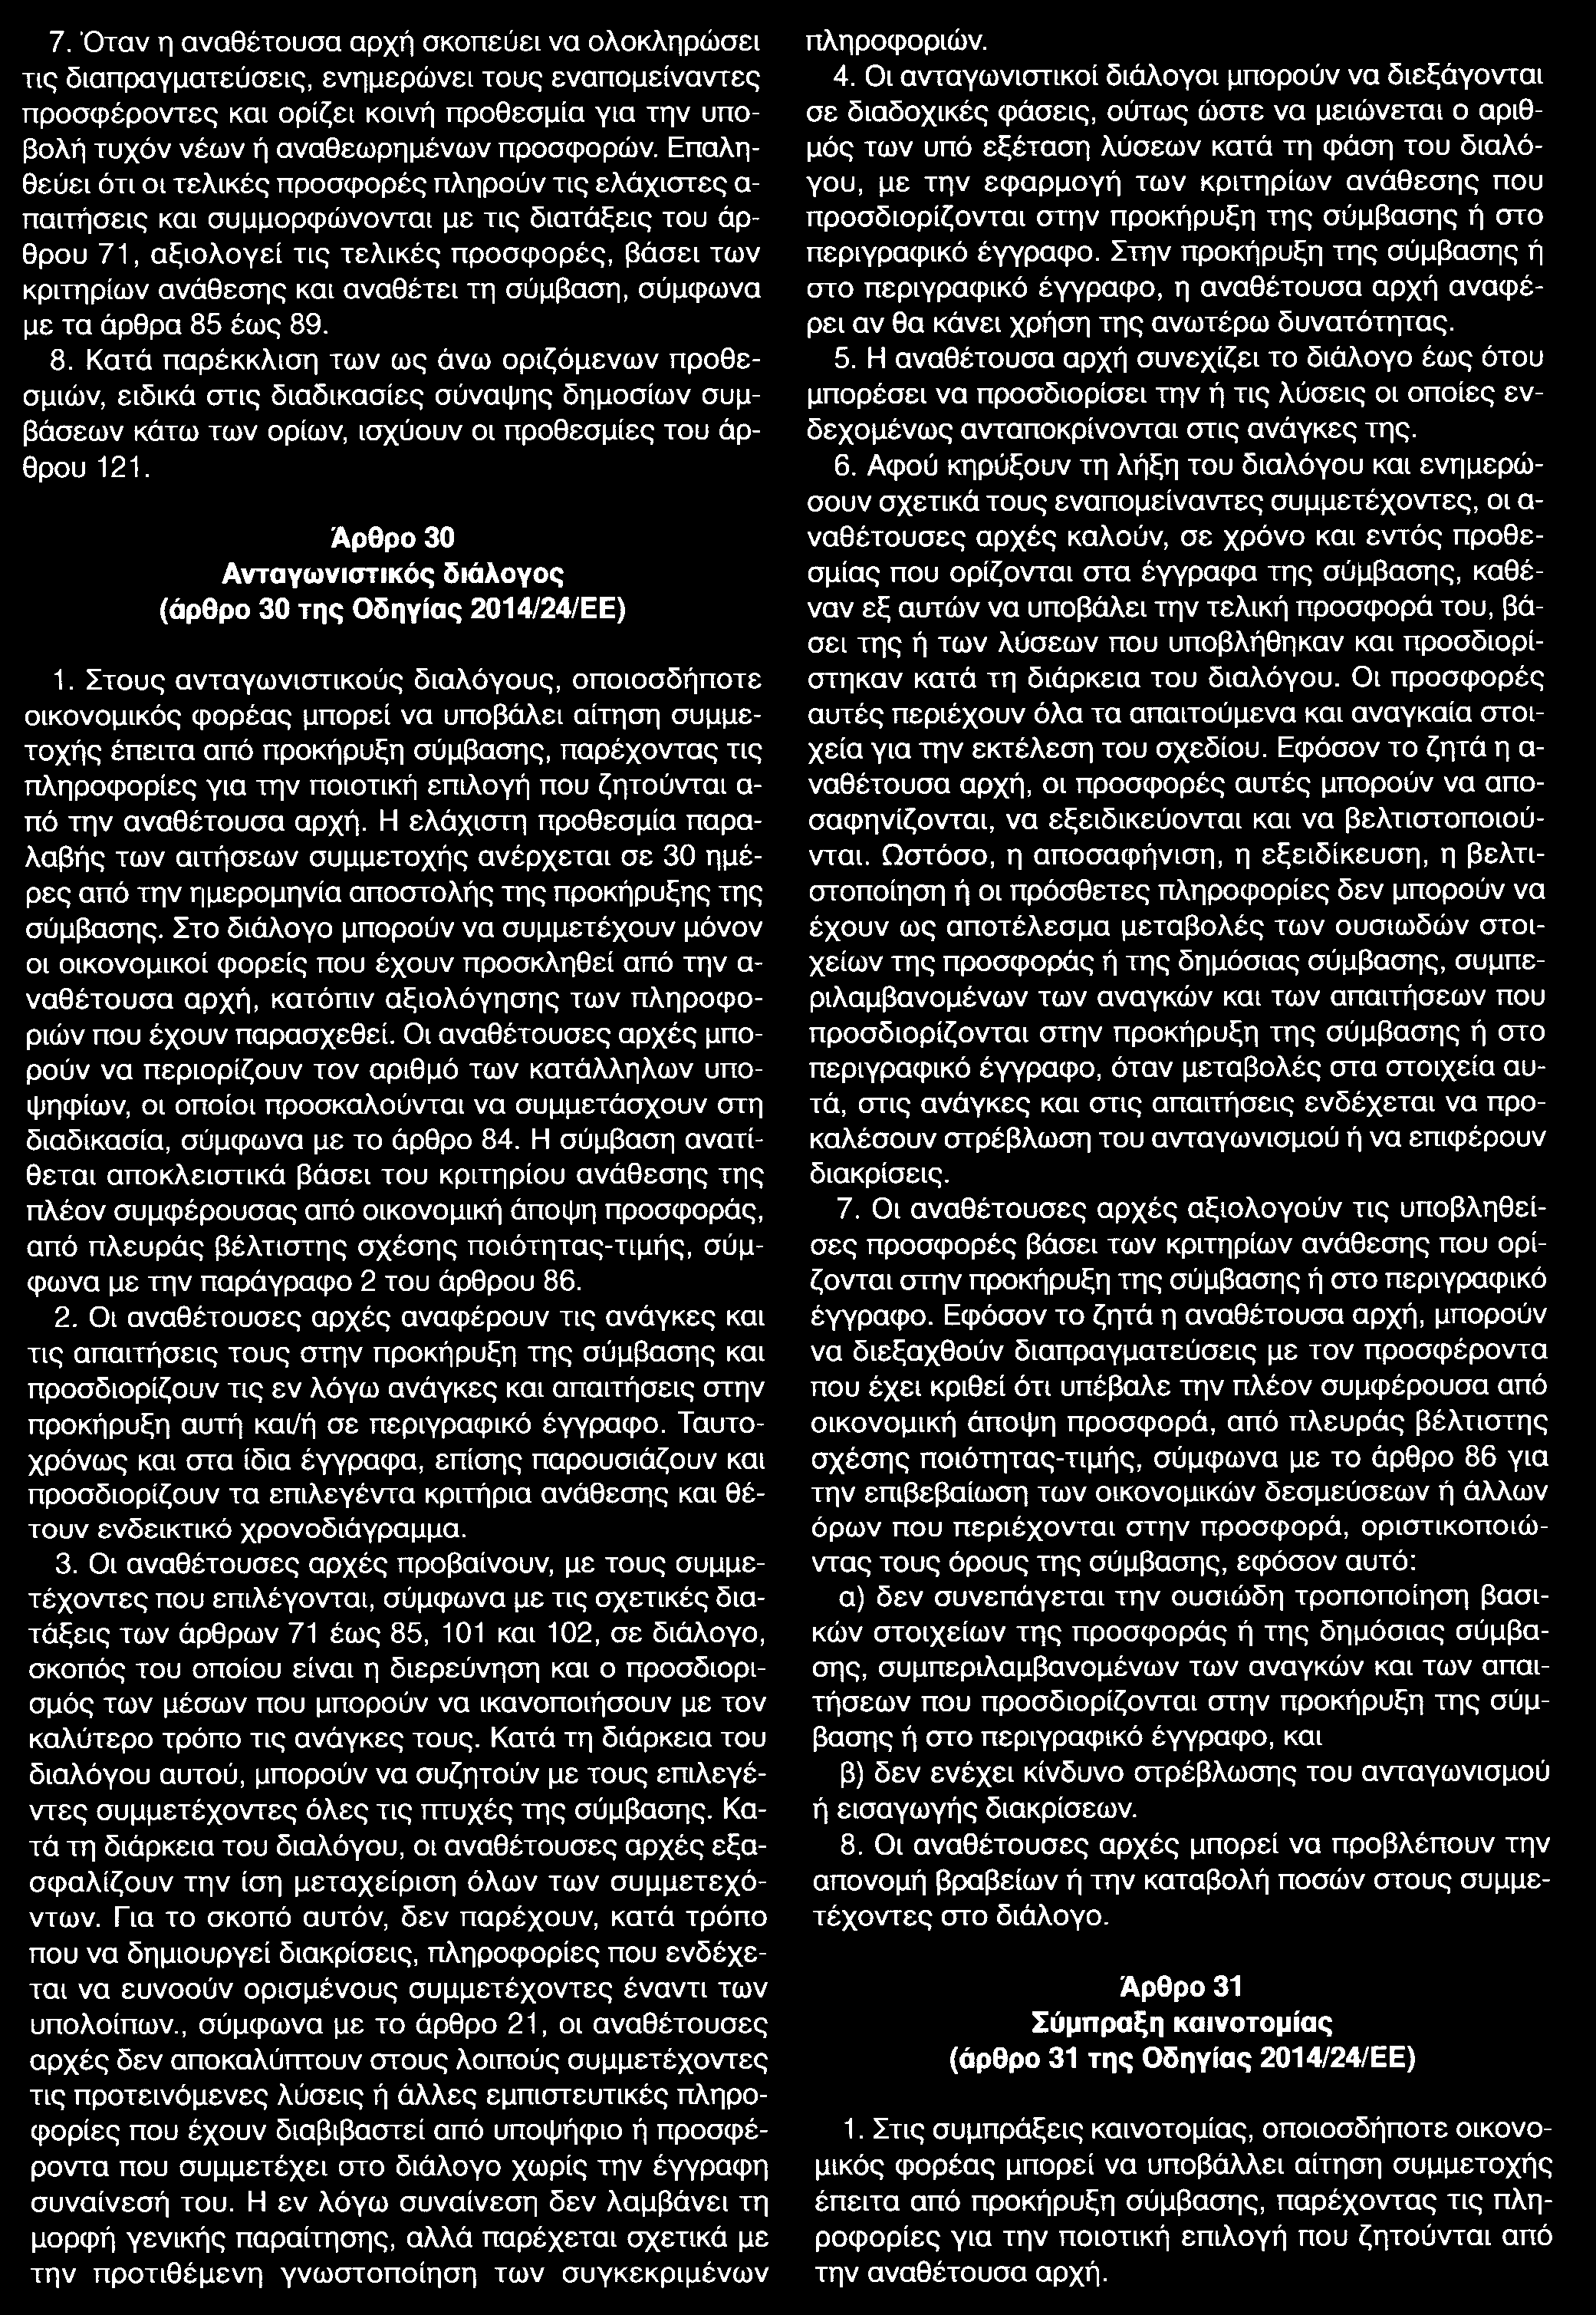 7. Όταν η αναθέτουσα αρχή σκοπεύει να ολοκληρώσει
τις διαπραγματεύσεις, ενημερώνει τους εναπομείναντες
προσφέροντες και ορίζει κοινή προθεσμία για την υπο-
βολή τυχόν νέων ή αναθεωρημένων προσφορών. Επαλη-
θεύει ότι οι τελικές προσφορές πληρούν τις ελάχιστες α-
παιτήσεις και συμμορφώνονται με τις διατάξεις του άρ-
θρου 71, αξιολογεί τις τελικές προσφορές, βάσει των
κριτηρίων ανάθεσης και αναθέτει τη σύμβαση, σύμφωνα
με τα άρθρα 85 έως 89.
8. Κατά παρέκκλιση των ως άνω οριζόμενων προθε-
σμιών, ειδικά στις διαδικασίες σύναψης δημοσίων συμ-
βάσεων κάτω των ορίων, ισχύουν οι προθεσμίες του άρ-
θρου 121.
Άρθρο 30
Ανταγωνιστικός διάλογος
(άρθρο 30 της Οδηγίας 2014/24/ΕΕ)
1. Στους ανταγωνιστικούς διαλόγους, οποιοσδήποτε
οικονομικός φορέας μπορεί να υποβάλει αίτηση συμμε-
τοχής έπειτα από προκήρυξη σύμβασης, παρέχοντας τις
πληροφορίες για την ποιοτική επιλογή που ζητούνται α-
πό την αναθέτουσα αρχή. Η ελάχιστη προθεσμία παρα-
λαβής των αιτήσεων συμμετοχής ανέρχεται σε 30 ημέ-
ρες από την ημερομηνία αποστολής της προκήρυξης της
σύμβασης. Στο διάλογο μπορούν να συμμετέχουν μόνον
οι οικονομικοί φορείς που έχουν προσκληθεί από την α-
ναθέτουσα αρχή, κατόπιν αξιολόγησης των πληροφο-
ριών που έχουν παρασχεθεί. Οι αναθέτουσες αρχές μπο-
ρούν να περιορίζουν τον αριθμό των κατάλληλων υπο-
ψηφίων, οι οποίοι προσκαλούνται να συμμετάσχουν στη
διαδικασία, σύμφωνα με το άρθρο 84. Η σύμβαση ανατί-
θεται αποκλειστικά βάσει του κριτηρίου ανάθεσης της
πλέον συμφέρουσας από οικονομική άποψη προσφοράς,
από πλευράς βέλτιστης σχέσης ποιότητας-τιμής, σύμ-
φωνα με την παράγραφο 2 του άρθρου 86.
2. Οι αναθέτουσες αρχές αναφέρουν τις ανάγκες και
τις απαιτήσεις τους στην προκήρυξη της σύμβασης και
προσδιορίζουν τις εν λόγω ανάγκες και απαιτήσεις στην
προκήρυξη αυτή και/ή σε περιγραφικό έγγραφο. Ταυτο-
χρόνως και στα ίδια έγγραφα, επίσης παρουσιάζουν και
προσδιορίζουν τα επιλεγέντα κριτήρια ανάθεσης και θέ-
τουν ενδεικτικό χρονοδιάγραμμα.
3. Οι αναθέτουσες αρχές προβαίνουν, με τους συμμε-
τέχοντες που επιλέγονται, σύμφωνα με τις σχετικές δια-
τάξεις των άρθρων 71 έως 85, 101 και 102, σε διάλογο,
σκοπός του οποίου είναι η διερεύνηση και ο προσδιορι-
σμός των μέσων που μπορούν να ικανοποιήσουν με τον
καλύτερο τρόπο τις ανάγκες τους. Κατά τη διάρκεια του
διαλόγου αυτού, μπορούν να συζητούν με τους επιλεγέ-
ντες συμμετέχοντες όλες τις πτυχές της σύμβασης. Κα-
τά τη διάρκεια του διαλόγου, οι αναθέτουσες αρχές εξα-
σφαλίζουν την ίση μεταχείριση όλων των συμμετεχό-
ντων. Για το σκοπό αυτόν, δεν παρέχουν, κατά τρόπο
που να δημιουργεί διακρίσεις, πληροφορίες που ενδέχε-
ται να ευνοούν ορισμένους συμμετέχοντες έναντι των
υπολοίπων., σύμφωνα με το άρθρο 21, οι αναθέτουσες
αρχές δεν αποκαλύπτουν στους λοιπούς συμμετέχοντες
τις προτεινόμενες λύσεις ή άλλες εμπιστευτικές πληρο-
φορίες που έχουν διαβιβαστεί από υποψήφιο ή προσφέ-
ροντα που συμμετέχει στο διάλογο χωρίς την έγγραφη
συναίνεσή του. Η εν λόγω συναίνεση δεν λαμβάνει τη
μορφή γενικής παραίτησης, αλλά παρέχεται σχετικά με
την προτιθέμενη γνωστοποίηση των συγκεκριμένων
πληροφοριών.
4. Οι ανταγωνιστικοί διάλογοι μπορούν να διεξάγονται
σε διαδοχικές φάσεις, ούτως ώστε να μειώνεται ο αριθ-
μός των υπό εξέταση λύσεων κατά τη φάση του διαλό-
γου, με την εφαρμογή των κριτηρίων ανάθεσης που
προσδιορίζονται στην προκήρυξη της σύμβασης ή στο
περιγραφικό έγγραφο. Στην προκήρυξη της σύμβασης ή
στο περιγραφικό έγγραφο, η αναθέτουσα αρχή αναφέ-
ρει αν θα κάνει χρήση της ανωτέρω δυνατότητας.
5. Η αναθέτουσα αρχή συνεχίζει το διάλογο έως ότου
μπορέσει να προσδιορίσει την ή τις λύσεις οι οποίες εν-
δεχομένως ανταποκρίνονται στις ανάγκες της.
6. Αφού κηρύξουν τη λήξη του διαλόγου και ενημερώ-
σουν σχετικά τους εναπομείναντες συμμετέχοντες, οι α-
ναθέτουσες αρχές καλούν, σε χρόνο και εντός προθε-
σμίας που ορίζονται στα έγγραφα της σύμβασης, καθέ-
ναν εξ αυτών να υποβάλει την τελική προσφορά του, βά-
σει της ή των λύσεων που υποβλήθηκαν και προσδιορί-
στηκαν κατά τη διάρκεια του διαλόγου. Οι προσφορές
αυτές περιέχουν όλα τα απαιτούμενα και αναγκαία στοι-
χεία για την εκτέλεση του σχεδίου. Εφόσον το ζητά η α-
ναθέτουσα αρχή, οι προσφορές αυτές μπορούν να απο-
σαφηνίζονται, να εξειδικεύονται και να βελτιστοποιού-
νται. Ωστόσο, η αποσαφήνιση, η εξειδίκευση, η βελτι-
στοποίηση ή οι πρόσθετες πληροφορίες δεν μπορούν να
έχουν ως αποτέλεσμα μεταβολές των ουσιωδών στοι-
χείων της προσφοράς ή της δημόσιας σύμβασης, συμπε-
ριλαμβανομένων των αναγκών και των απαιτήσεων που
προσδιορίζονται στην προκήρυξη της σύμβασης ή στο
περιγραφικό έγγραφο, όταν μεταβολές στα στοιχεία αυ-
τά, στις ανάγκες και στις απαιτήσεις ενδέχεται να προ-
καλέσουν στρέβλωση του ανταγωνισμού ή να επιφέρουν
διακρίσεις.
7. Οι αναθέτουσες αρχές αξιολογούν τις υποβληθεί-
σες προσφορές βάσει των κριτηρίων ανάθεσης που ορί-
ζονται στην προκήρυξη της σύμβασης ή στο περιγραφικό
έγγραφο. Εφόσον το ζητά η αναθέτουσα αρχή, μπορούν
να διεξαχθούν διαπραγματεύσεις με τον προσφέροντα
που έχει κριθεί ότι υπέβαλε την πλέον συμφέρουσα από
οικονομική άποψη προσφορά, από πλευράς βέλτιστης
σχέσης ποιότητας-τιμής, σύμφωνα με το άρθρο 86 για
την επιβεβαίωση των οικονομικών δεσμεύσεων ή άλλων
όρων που περιέχονται στην προσφορά, οριστικοποιώ-
ντας τους όρους της σύμβασης, εφόσον αυτό:
α) δεν συνεπάγεται την ουσιώδη τροποποίηση βασι-
κών στοιχείων της προσφοράς ή της δημόσιας σύμβα-
σης, συμπεριλαμβανομένων των αναγκών και των απαι-
τήσεων που προσδιορίζονται στην προκήρυξη της σύμ-
βασης ή στο περιγραφικό έγγραφο, και
β) δεν ενέχει κίνδυνο στρέβλωσης του ανταγωνισμού
ή εισαγωγής διακρίσεων.
8. Οι αναθέτουσες αρχές μπορεί να προβλέπουν την
απονομή βραβείων ή την καταβολή ποσών στους συμμε-
τέχοντες στο διάλογο.
Άρθρο 31
Σύμπραξη καινοτομίας
(άρθρο 31 της Οδηγίας 2014/24/ΕΕ)
1. Στις συμπράξεις καινοτομίας, οποιοσδήποτε οικονο-
μικός φορέας μπορεί να υποβάλλει αίτηση συμμετοχής
έπειτα από προκήρυξη σύμβασης, παρέχοντας τις πλη-
ροφορίες για την ποιοτική επιλογή που ζητούνται από
την αναθέτουσα αρχή.